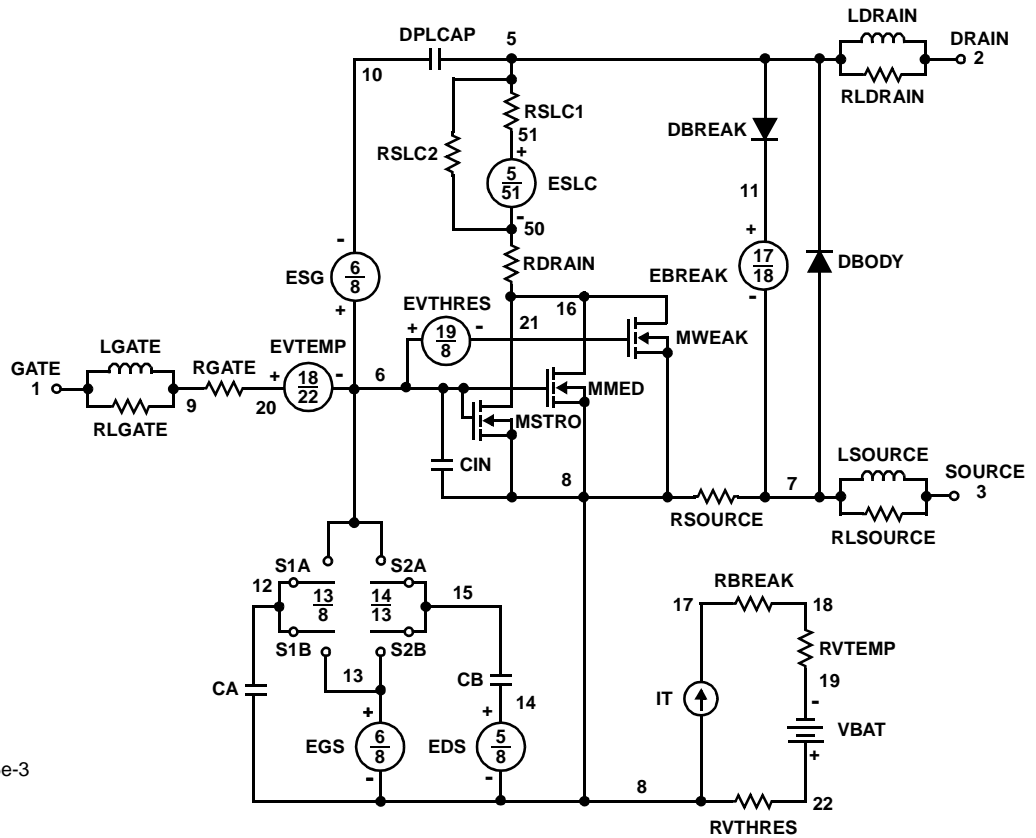 LDRAIN
DPLCAP
5
DRAIN
2
10
RLDRAIN
RSLC1
51
DBREAK
RSLC2
+
5
51
ESLC
-
50
11
+
17
18
-
EBREAK
DBODY
RDRAIN
-
ESG
6
8
+
EVTHRES
+
19
8
-
21
16
MWEAK
LGATE
GATE
1
RLGATE
9
RGATE
EVTEMP
+
20
18
22
-
6
MMED
MSTRO
CIN
8
RSOURCE
7
LSOURCE
SOURCE
3
RLSOURCE
S1A
S2A
12
13
8
14
13
15
S1B
S2B
13
CA
CB
14
+
EGS
6
8
-
+
EDS
5
8
-
RBREAK
17
18
RVTEMP
19
-
IT
VBAT
+
8
22
RVTHRES
e-3